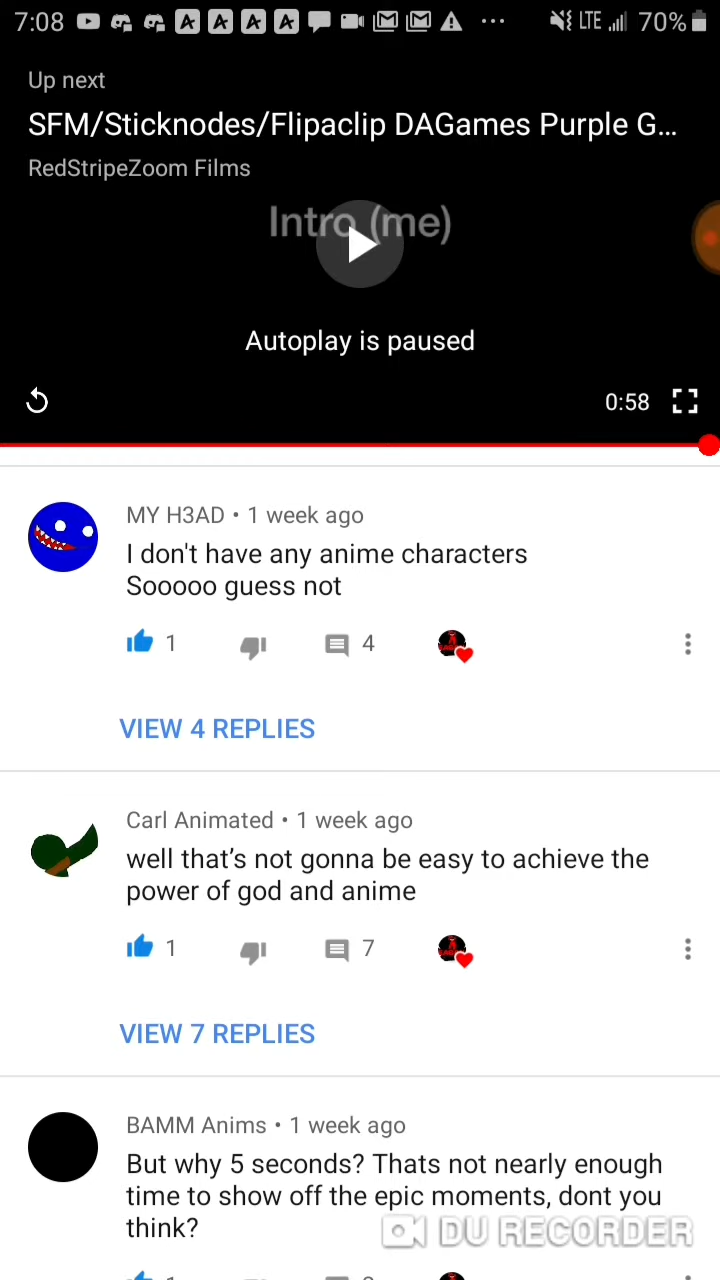 7:08 LTE 70%
Up next
SFM/Sticknodes/Flipaclip DAGames Purple G...
RedStripeZoom Films
Intro (me)
Autoplay is paused
0:58
MY H3AD • 1 week ago
I don't have any anime characters
Sooooo guess not
1 4
VIEW 4 REPLIES
Carl Animated • 1 week ago
well that’s not gonna be easy to achieve the
power of god and anime
1 7
VIEW 7 REPLIES
BAMM Anims • 1 week ago
But why 5 seconds? Thats not nearly enough
time to show off the epic moments, dont you
think?
DU RECORDER